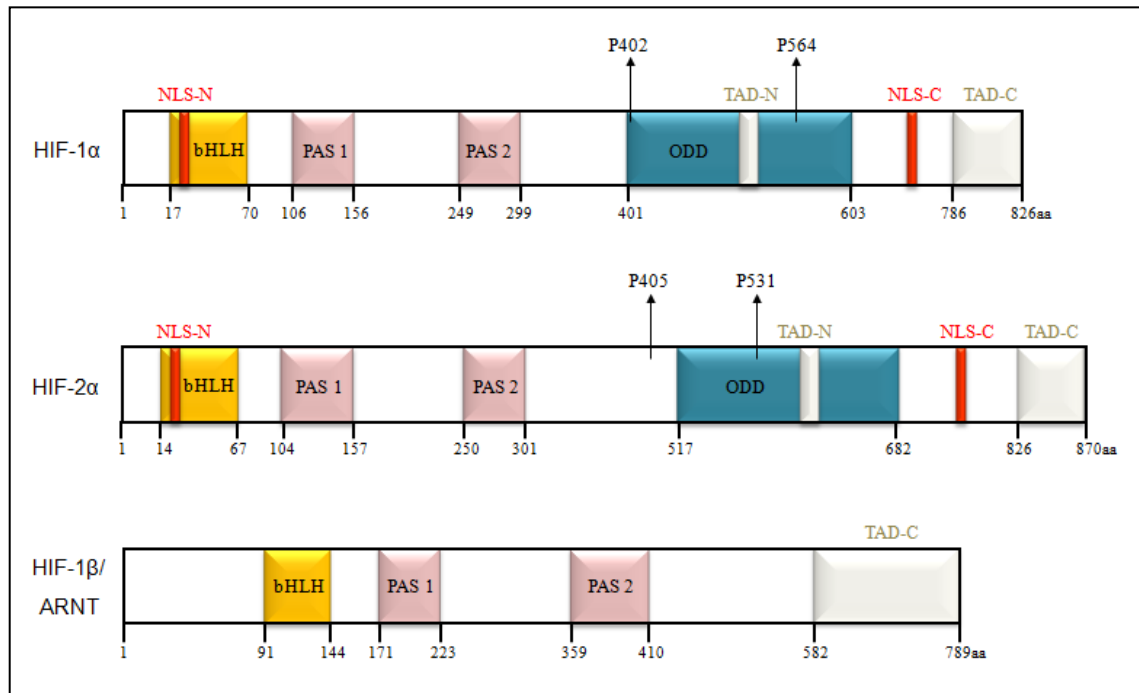 P402 P564
NLS-N TAD-N NLS-C TAD-C
HIF-1α bHLH PAS 1 PAS 2 ODD
1 17 70 106 156 249 299 401 603 786 826aa
P405 P531
NLS-N TAD-N NLS-C TAD-C
HIF-2α bHLH PAS 1 PAS 2 ODD
1 14 67 104 157 250 301 517 682 826 870aa
TAD-C
HIF-1β/
ARNT
bHLH PAS 1 PAS 2
1 91 144 171 223 359 410 582 789aa